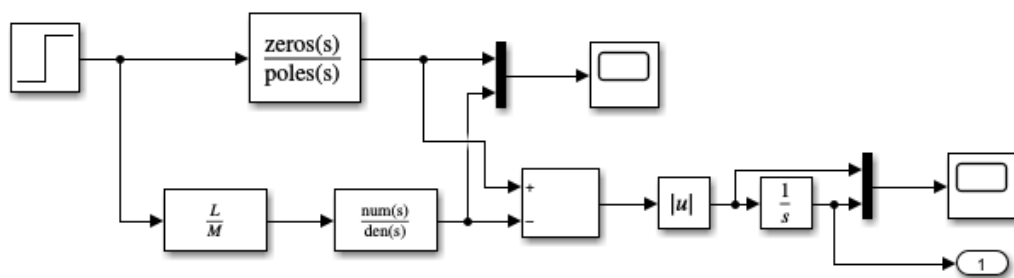 zeros(s)
poles(s)
L
M
num(s)
den(s)
+
−
|u|
1
s
1